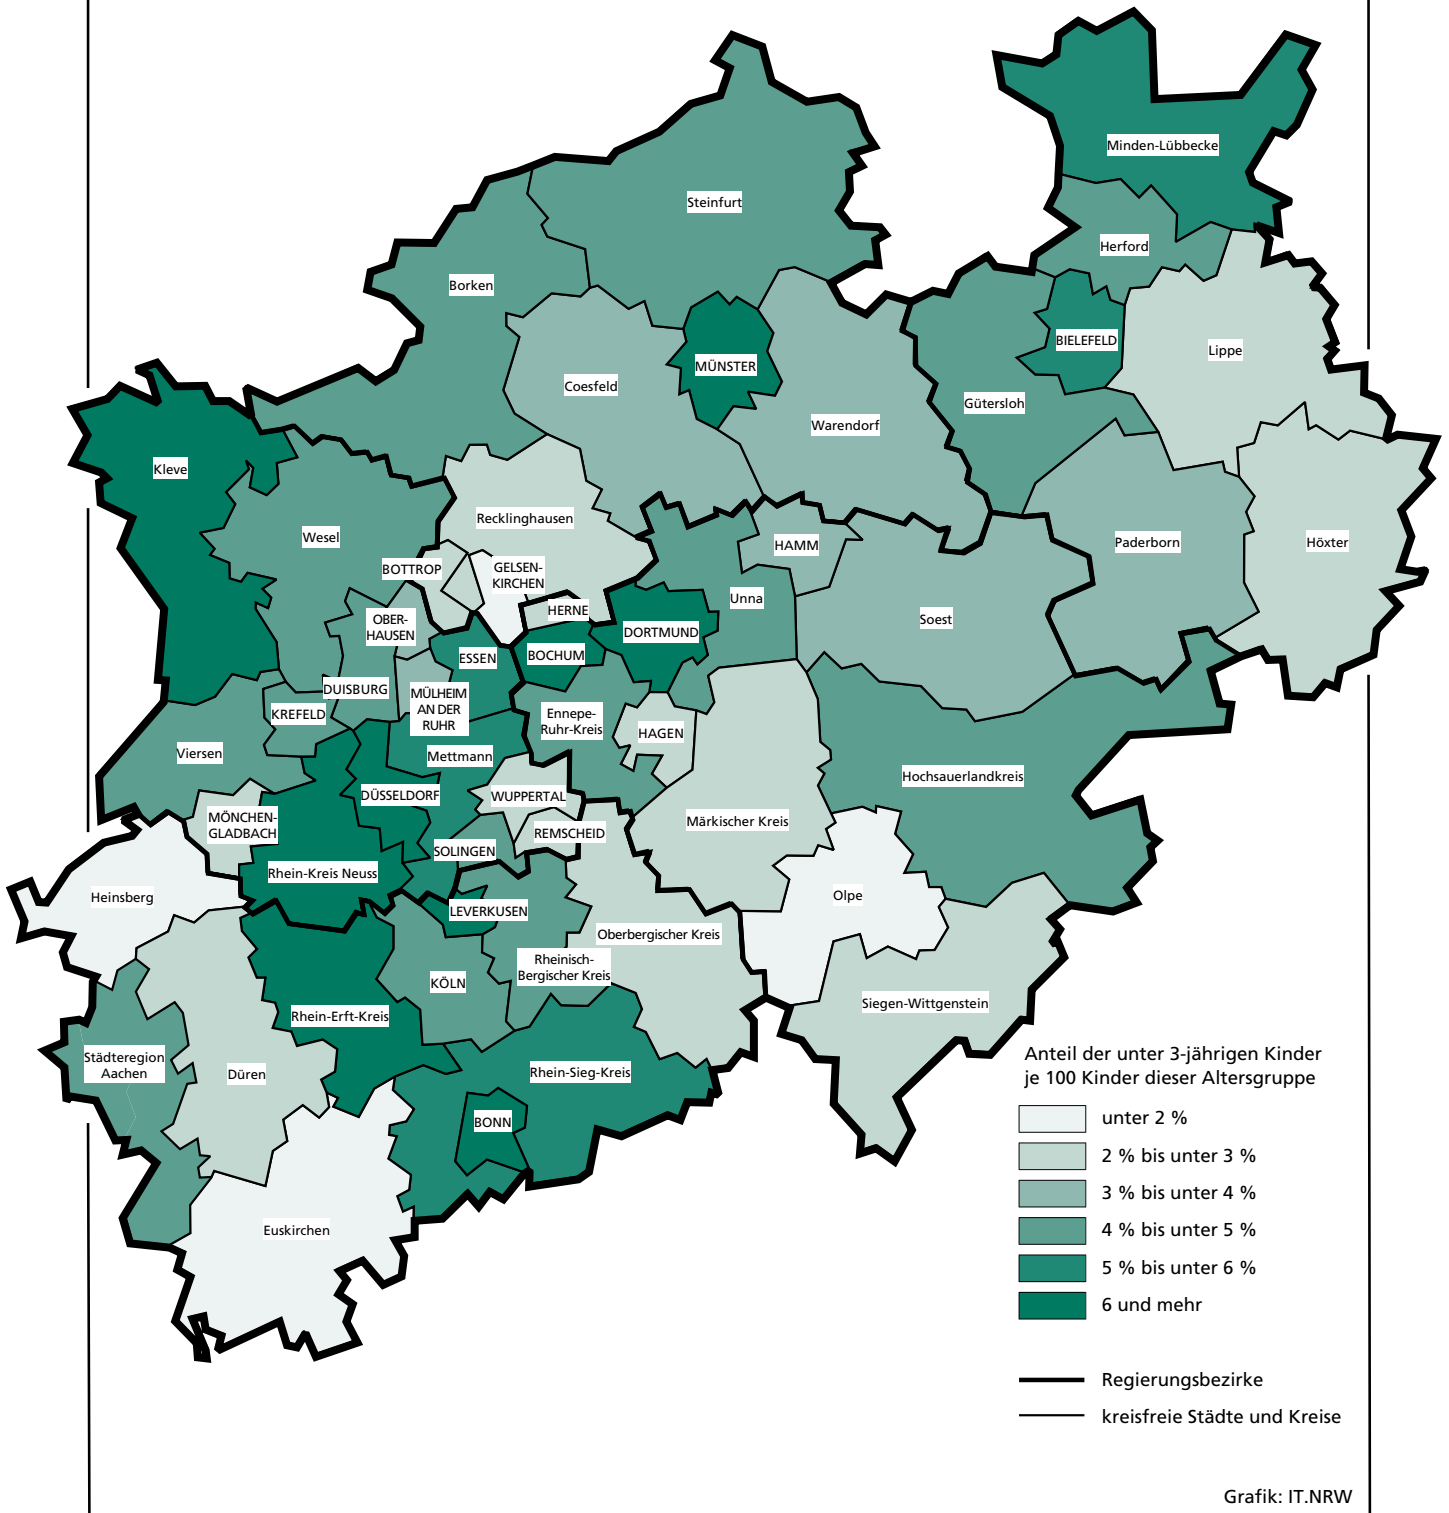 Minden-Lübbecke
Steinfurt
Herford
Borken
BIELEFELD
Lippe
MÜNSTER
Coesfeld
Gütersloh
Warendorf
Kleve
Recklinghausen
Wesel
HAMM
Paderborn
Höxter
BOTTROP
GELSEN-
KIRCHEN
Unna
HERNE
OBER-
HAUSEN
Soest
DORTMUND
ESSEN
BOCHUM
DUISBURG
MÜLHEIM
AN DER
RUHR
KREFELD
Ennepe-
Ruhr-Kreis
HAGEN
Viersen
Mettmann
Hochsauerlandkreis
DÜSSELDORF
WUPPERTAL
MÖNCHEN-
GLADBACH
Märkischer Kreis
REMSCHEID
SOLINGEN
Rhein-Kreis Neuss
Heinsberg
Olpe
LEVERKUSEN
Oberbergischer Kreis
Rheinisch-
Bergischer Kreis
KÖLN
Siegen-Wittgenstein
Rhein-Erft-Kreis
Städteregion
Aachen
Düren
Rhein-Sieg-Kreis
BONN
Euskirchen
Anteil der unter 3-jährigen Kinder
je 100 Kinder dieser Altersgruppe
unter 2 %
2 % bis unter 3 %
3 % bis unter 4 %
4 % bis unter 5 %
5 % bis unter 6 %
6 und mehr
Regierungsbezirke
kreisfreie Städte und Kreise
Grafik: IT.NRW